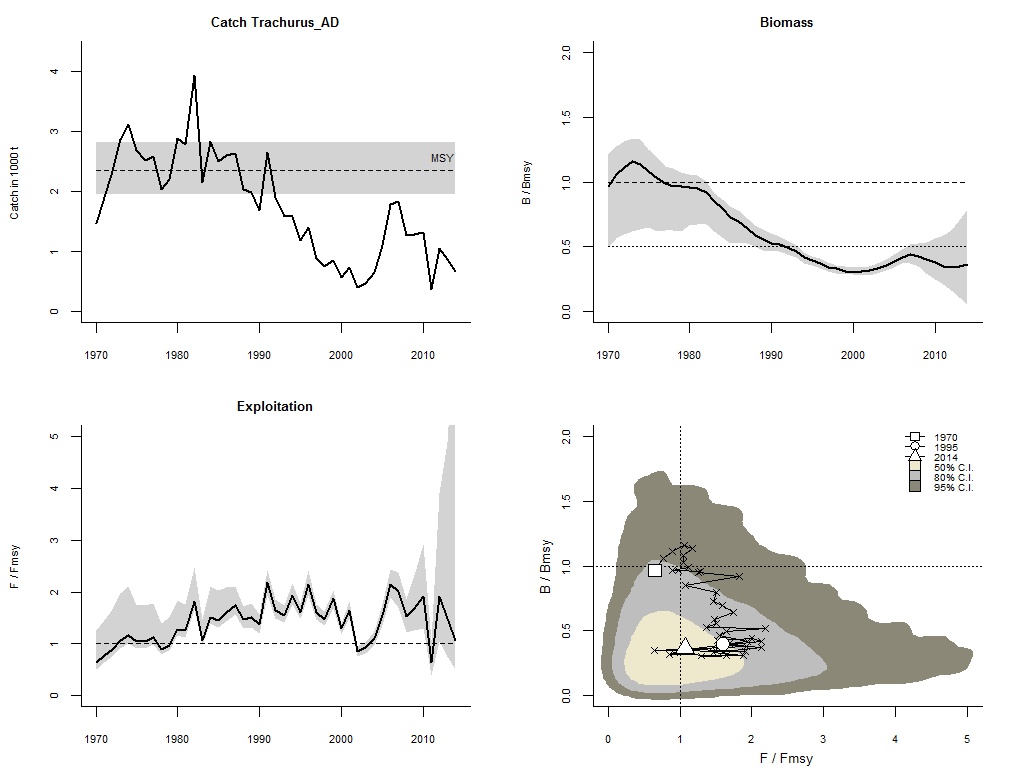 Catch Trachurus_AD
Catch in 1000 t
4
3
2
1
0
MSY
1970 1980 1990 2000 2010
Biomass
B / Bmsy
2.0
1.5
1.0
0.5
0.0
1970 1980 1990 2000 2010
Exploitation
F / Fmsy
5
4
3
2
1
0
1970 1980 1990 2000 2010
B / Bmsy
2.0
1.5
1.0
0.5
0.0
1970
1995
2014
50% C.I.
80% C.I.
95% C.I.
0 1 2 3 4 5
F / Fmsy